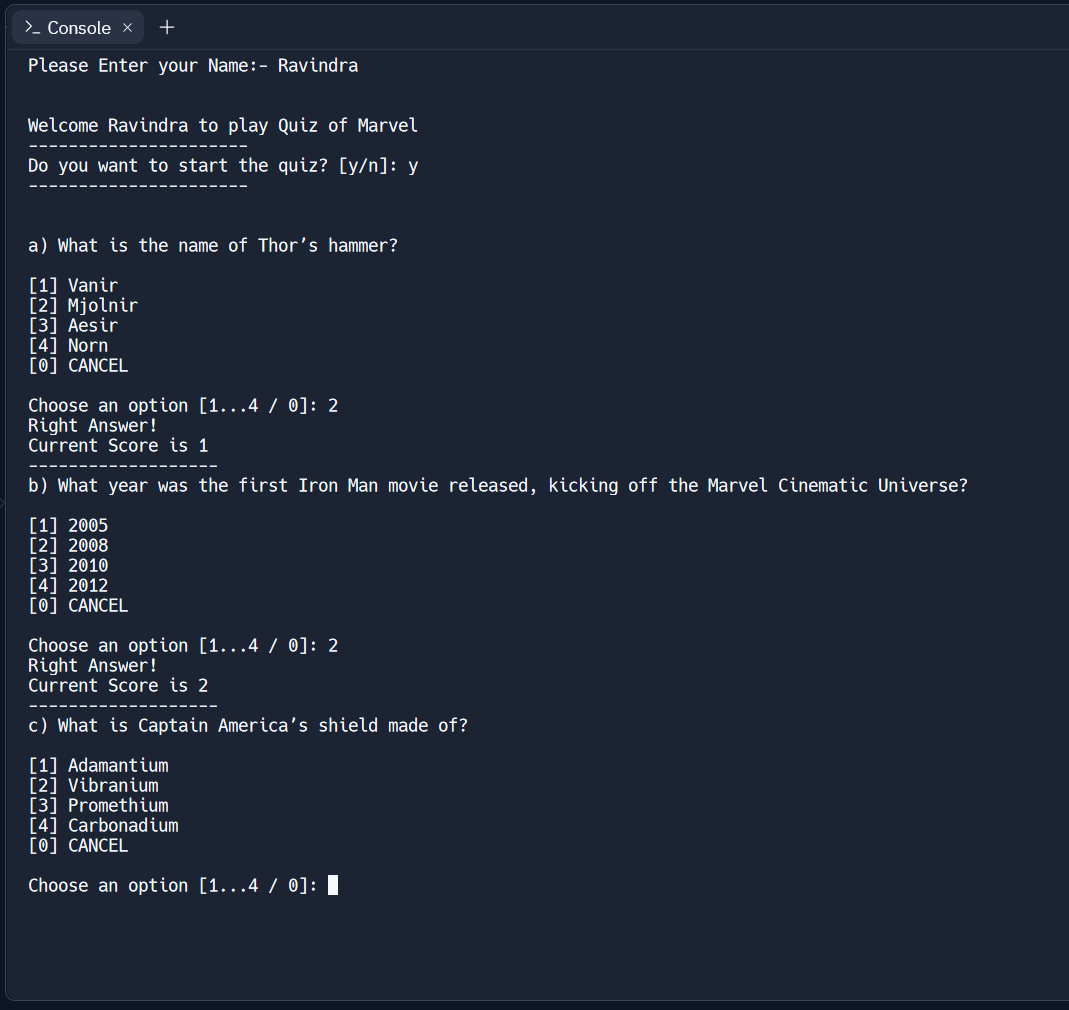 >_ Console × +
Please Enter your Name:- Ravindra
Welcome Ravindra to play Quiz of Marvel
----------------------
Do you want to start the quiz? [y/n]: y
----------------------
a) What is the name of Thor’s hammer?
[1] Vanir
[2] Mjolnir
[3] Aesir
[4] Norn
[0] CANCEL
Choose an option [1...4 / 0]: 2
Right Answer!
Current Score is 1
-------------------
b) What year was the first Iron Man movie released, kicking off the Marvel Cinematic Universe?
[1] 2005
[2] 2008
[3] 2010
[4] 2012
[0] CANCEL
Choose an option [1...4 / 0]: 2
Right Answer!
Current Score is 2
-------------------
c) What is Captain America’s shield made of?
[1] Adamantium
[2] Vibranium
[3] Promethium
[4] Carbonadium
[0] CANCEL
Choose an option [1...4 / 0]: